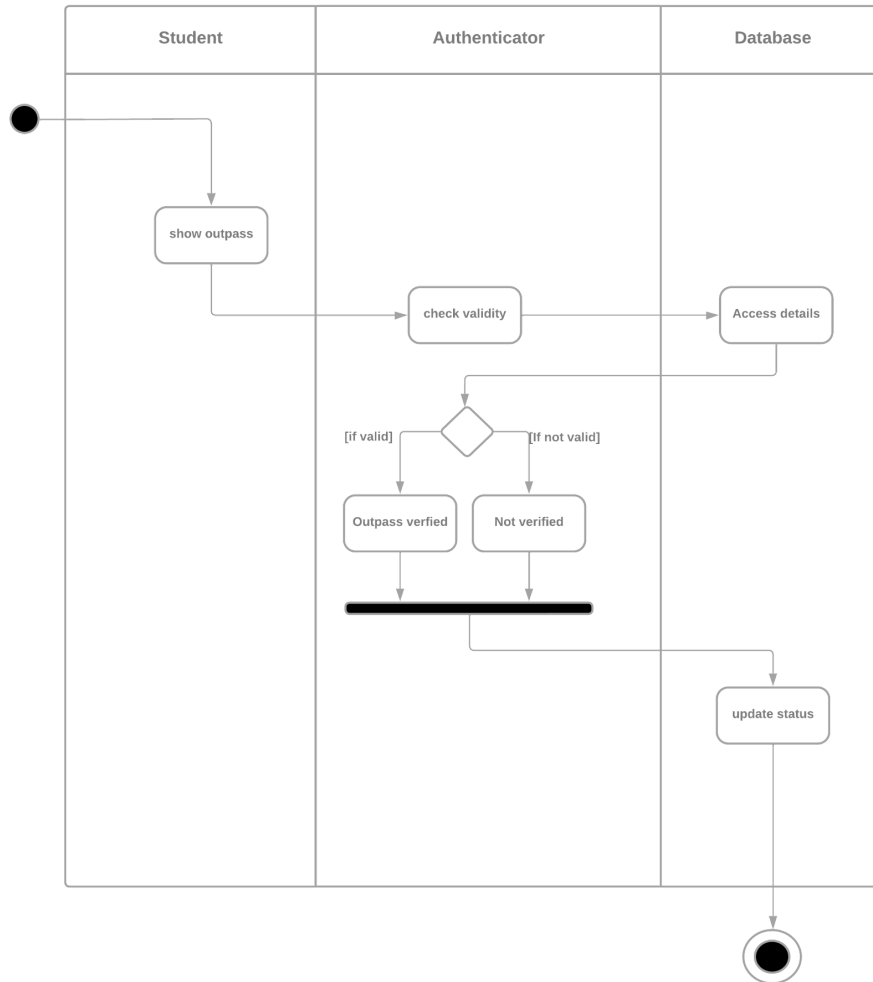 Student
Authenticator
Database
show outpass
check validity
Access details
[if valid]
[If not valid]
Outpass verfied
Not verified
update status